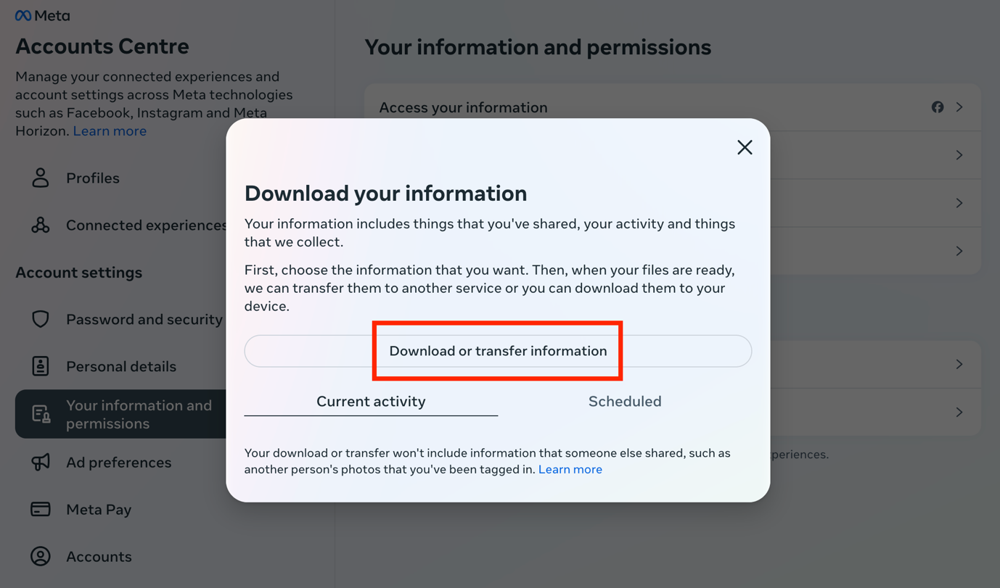 Meta
Accounts Centre
Manage your connected experiences and
account settings across Meta technologies
such as Facebook, Instagram and Meta
Horizon. Learn more
Profiles
Connected experiences
Account settings
Password and security
Personal details
Your information and
permissions
Ad preferences
Meta Pay
Accounts
Your information and permissions
Access your information
Download your information
Your information includes things that you've shared, your activity and things
that we collect.
First, choose the information that you want. Then, when your files are ready,
we can transfer them to another service or you can download them to your
device.
Download or transfer information
Current activity
Scheduled
Your download or transfer won't include information that someone else shared, such as
another person's photos that you've been tagged in. Learn more
periences.